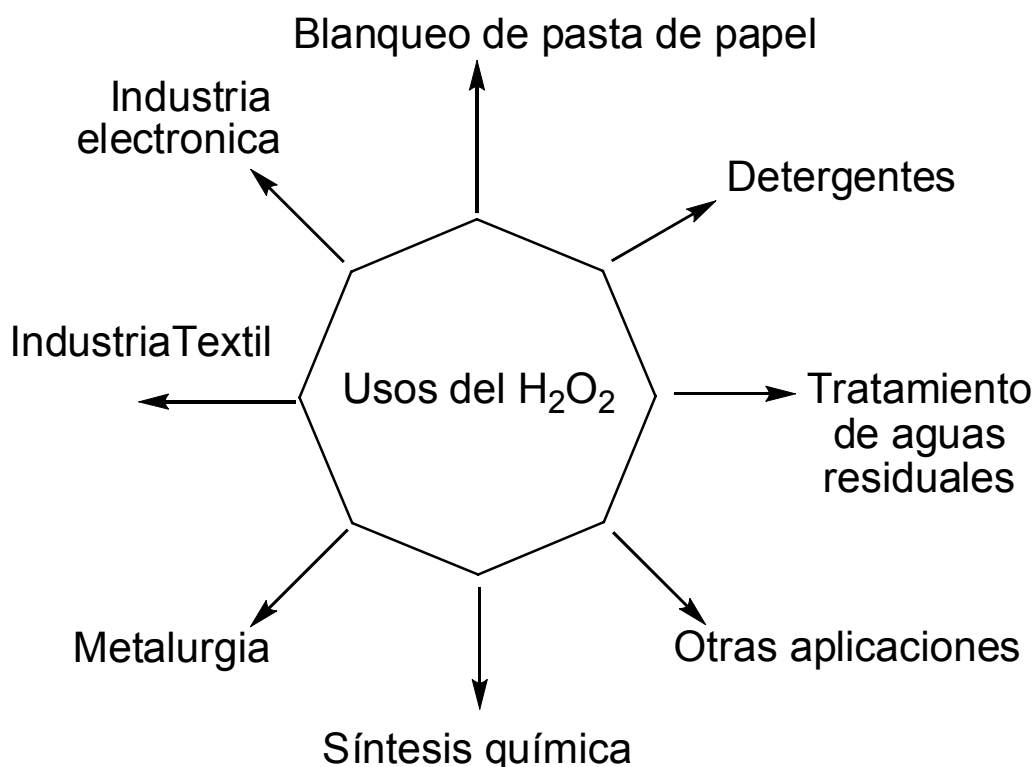 Blanqueo de pasta de papel
Industria
electronica
Detergentes
IndustriaTextil
Usos del H₂O₂
Tratamiento
de aguas
residuales
Metalurgia
Otras aplicaciones
Síntesis química